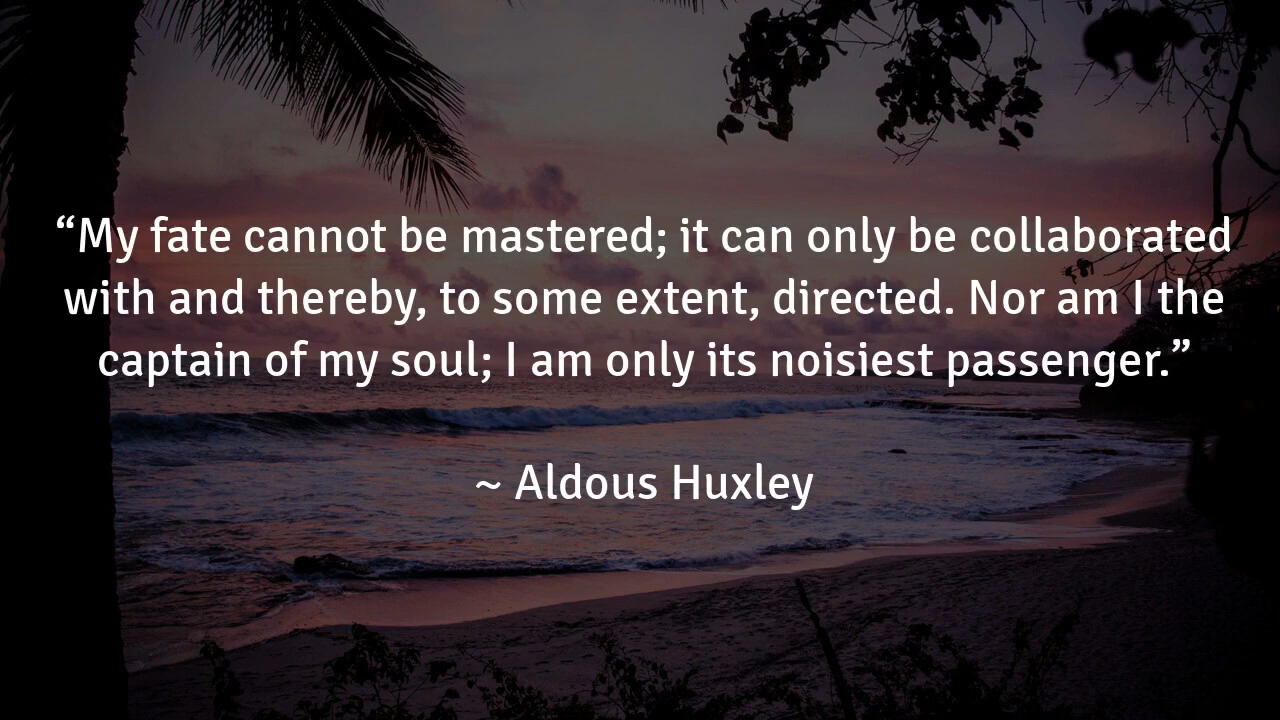 “My fate cannot be mastered; it can only be collaborated
with and thereby, to some extent, directed. Nor am I the
captain of my soul; I am only its noisiest passenger.”
~ Aldous Huxley